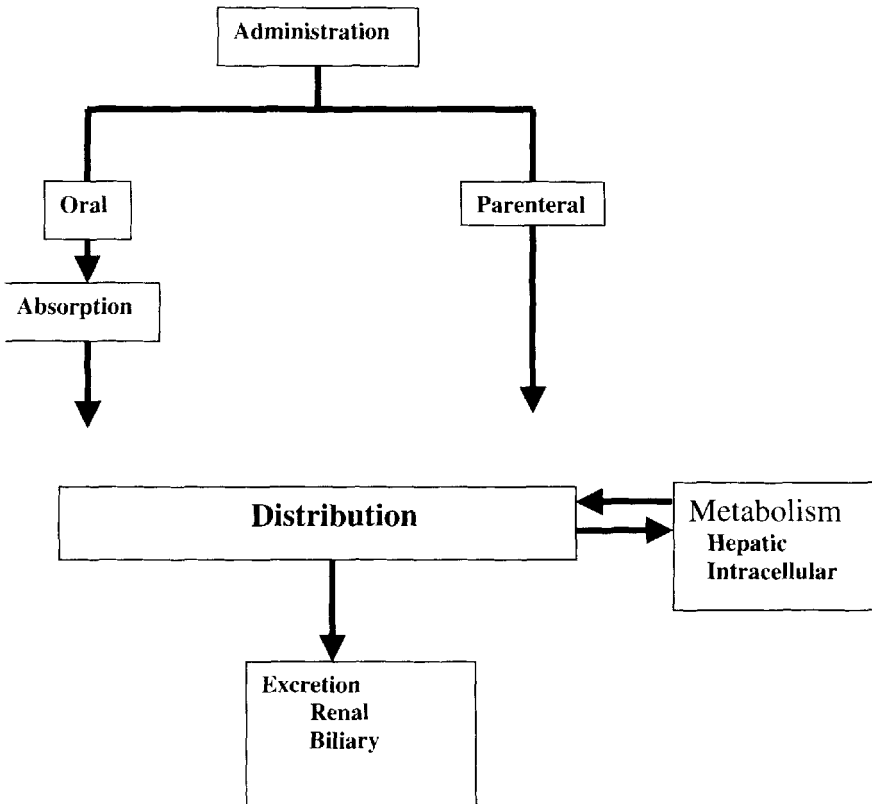 Administration
Oral
Parenteral
Absorption
Distribution
Metabolism
Hepatic
Intracellular
Excretion
Renal
Biliary